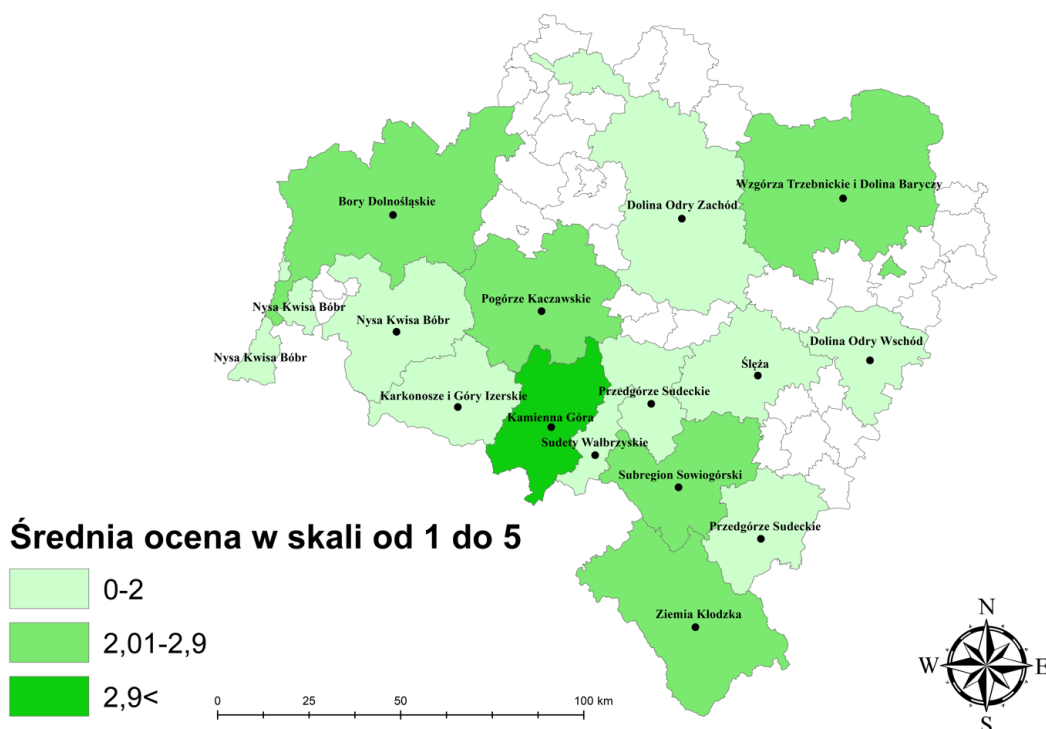 Wzgórza Trzebnickie i Dolina Baryczy
Bory Dolnośląskie
Dolina Odry Zachód
Pogórze Kaczawskie
Nysa Kwisa Bóbr
Nysa Kwisa Bóbr
Dolina Odry Wschód
Nysa Kwisa Bóbr
Ślęża
Karkonosze i Góry Izerskie
Przedgórze Sudeckie
Kamienna Góra
Sudety Wałbrzyskie
Subregion Sowiogórski
Przedgórze Sudeckie
Ziemia Kłodzka
Średnia ocena w skali od 1 do 5
0-2
2,01-2,9
2,9<
0 25 50 100 km
N
W E
S